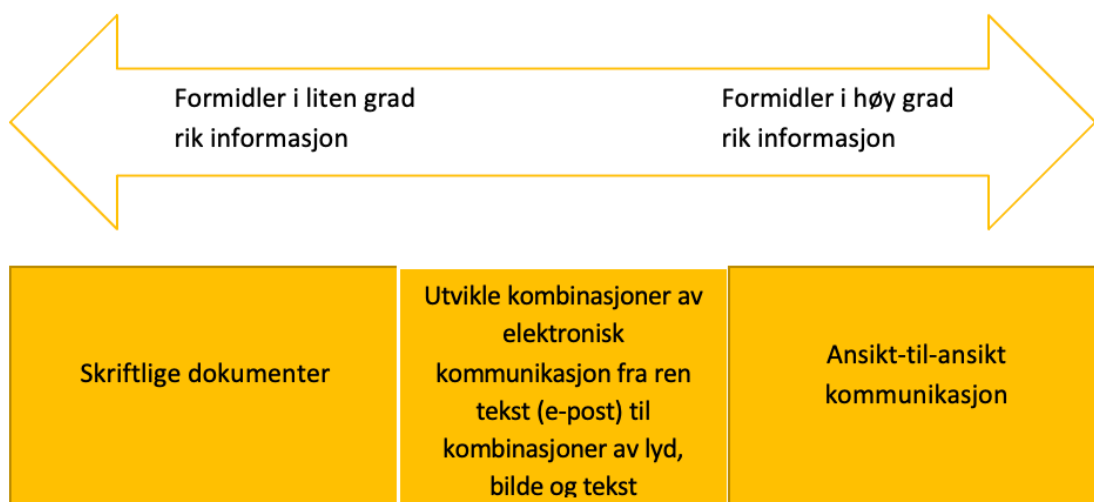 Formidler i liten grad
rik informasjon
Formidler i høy grad
rik informasjon
Skriftlige dokumenter
Utvikle kombinasjoner av
elektronisk
kommunikasjon fra ren
tekst (e-post) til
kombinasjoner av lyd,
bilde og tekst
Ansikt-til-ansikt
kommunikasjon